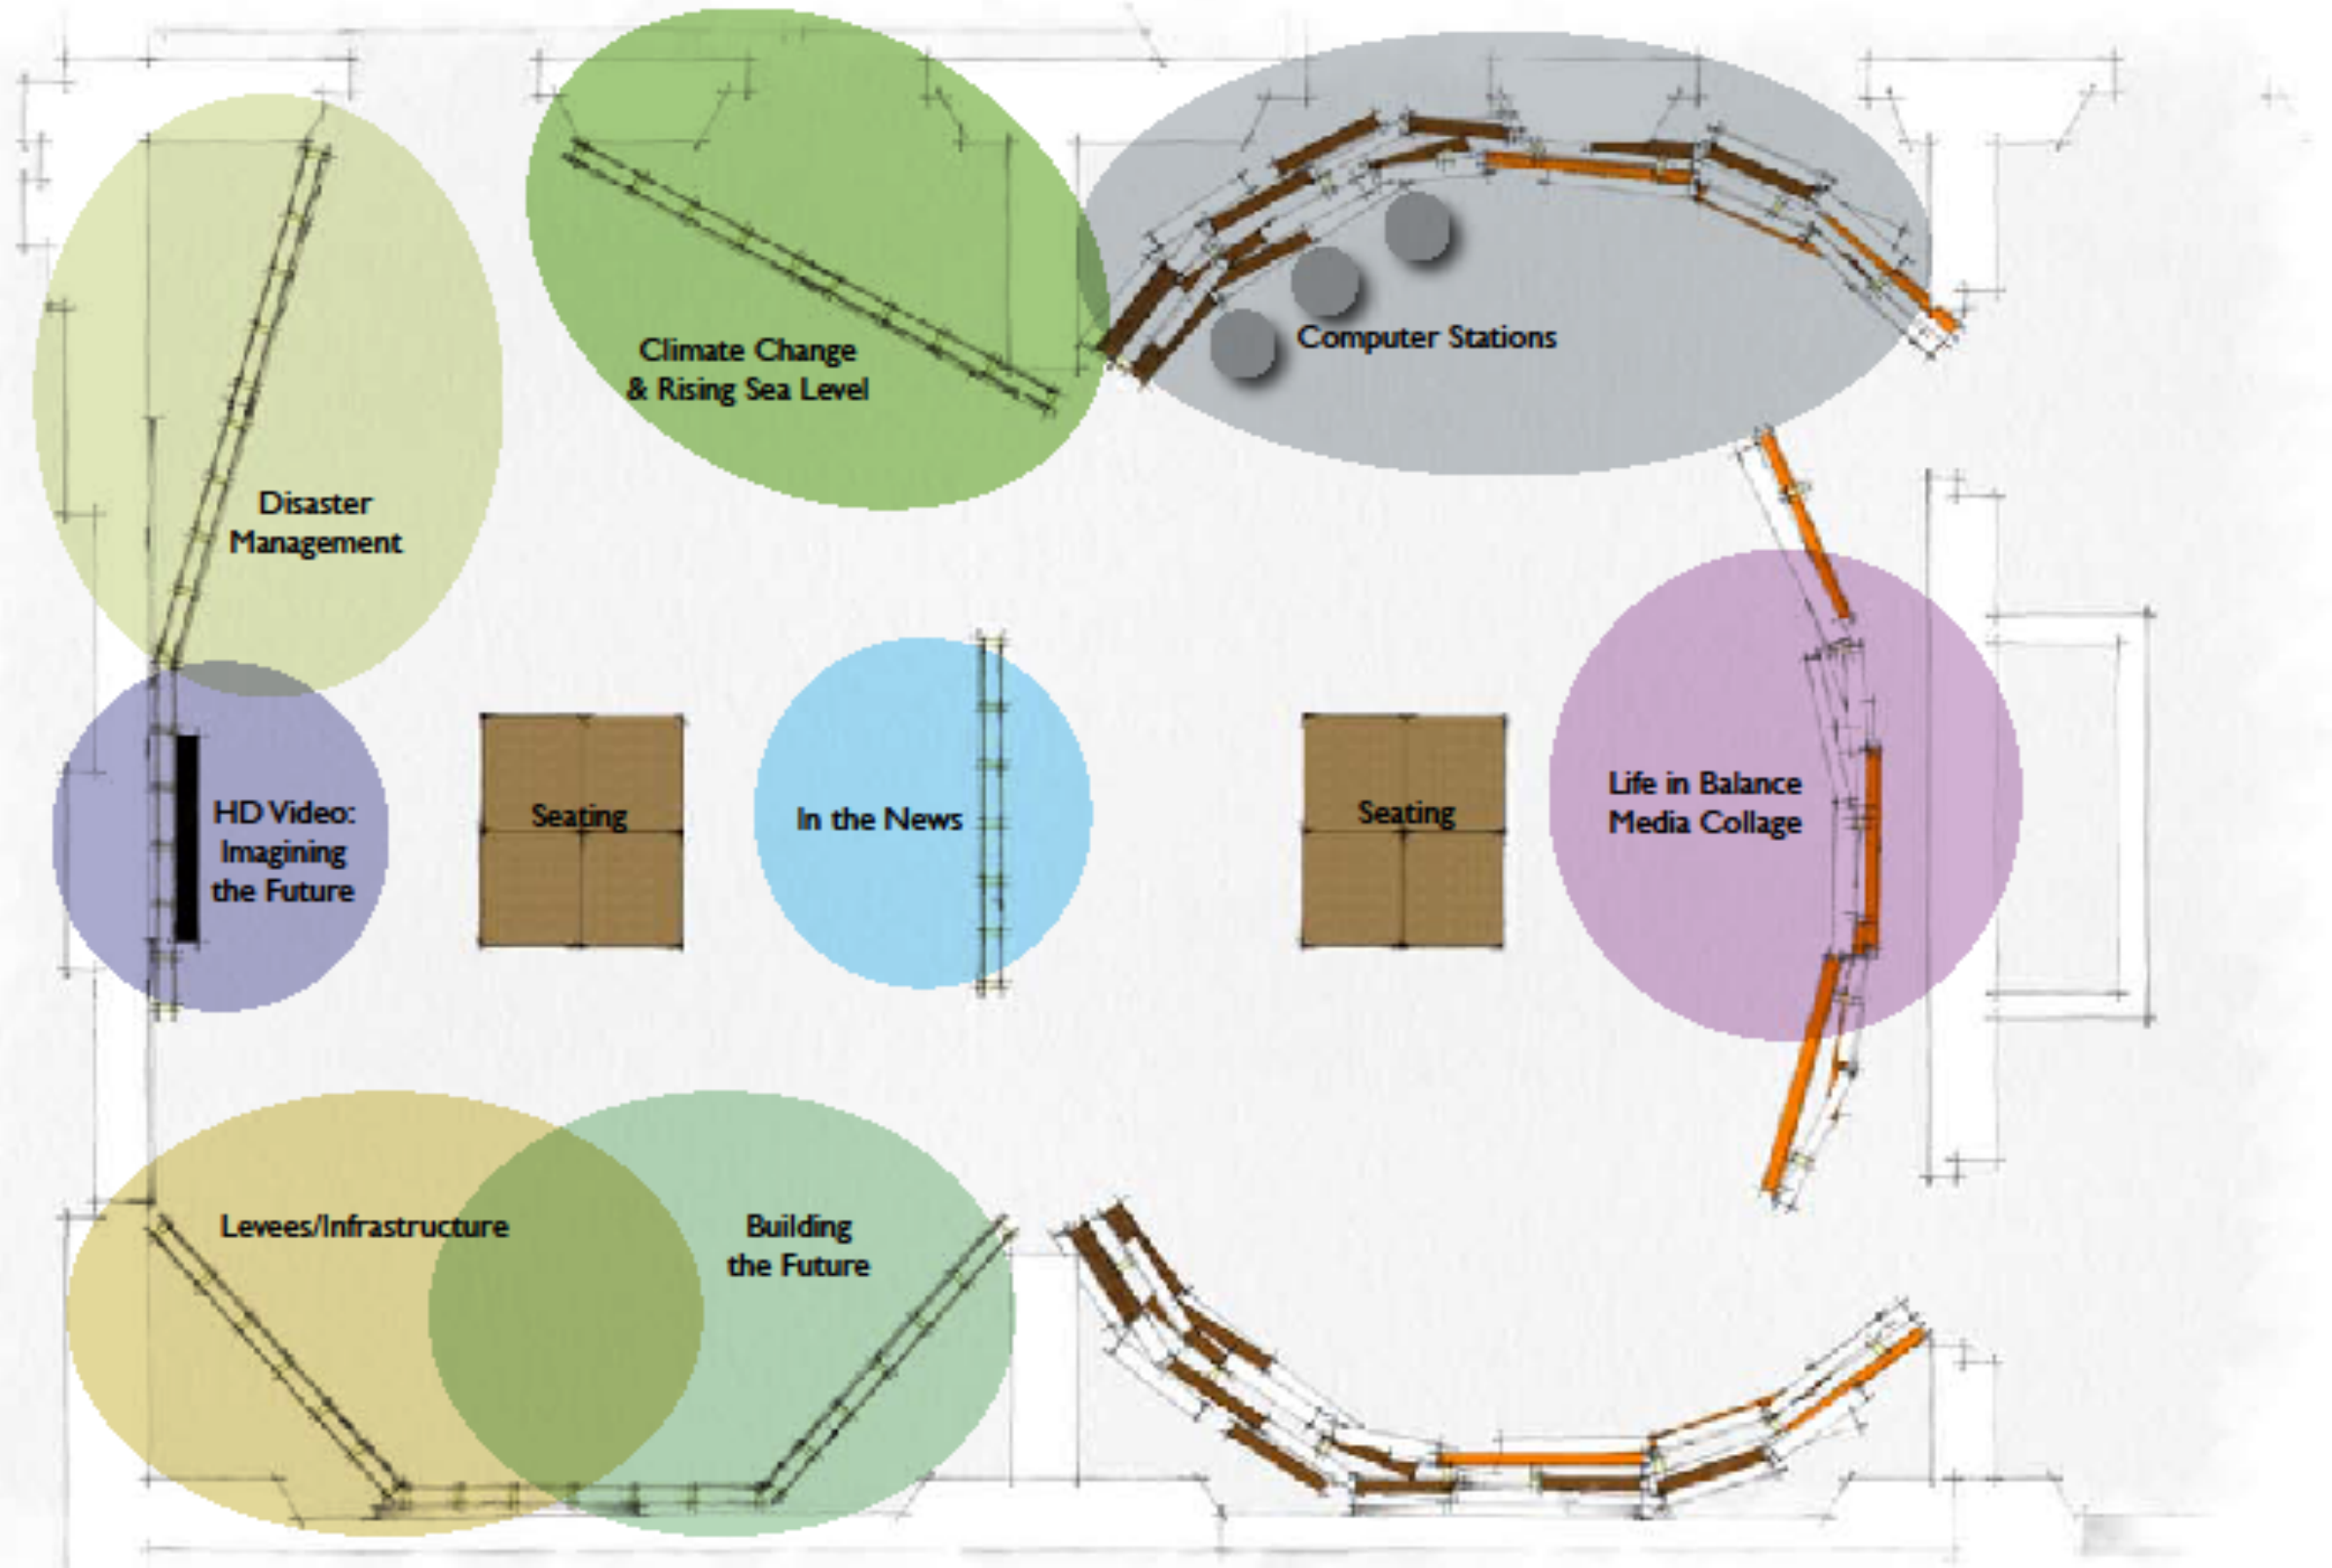 Climate Change
& Rising Sea Level
Computer Stations
Disaster
Management
HD Video:
Imagining
the Future
Seating
In the News
Seating
Life in Balance
Media Collage
Levees/Infrastructure
Building
the Future